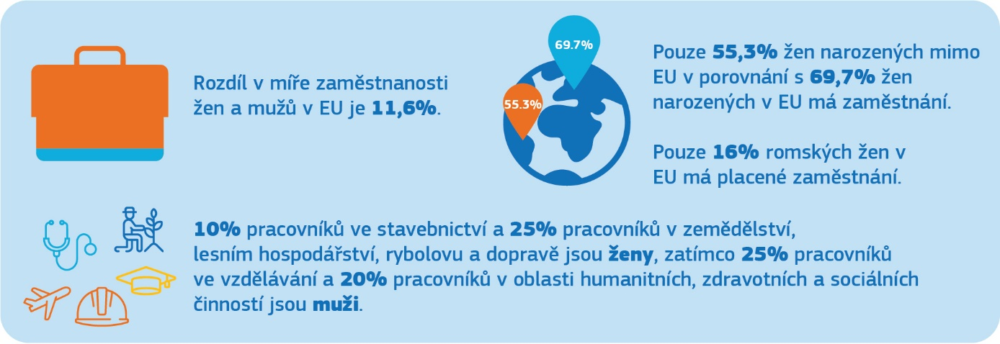 Rozdíl v míře zaměstnanosti
žen a mužů v EU je 11,6%.
69.7%
55.3%
Pouze 55,3% žen narozených mimo
EU v porovnání s 69,7% žen
narozených v EU má zaměstnání.
Pouze 16% romských žen v
EU má placené zaměstnání.
10% pracovníků ve stavebnictví a 25% pracovníků v zemědělství,
lesním hospodářství, rybolovu a dopravě jsou ženy, zatímco 25% pracovníků
ve vzdělávání a 20% pracovníků v oblasti humanitních, zdravotních a sociálních
činností jsou muži.